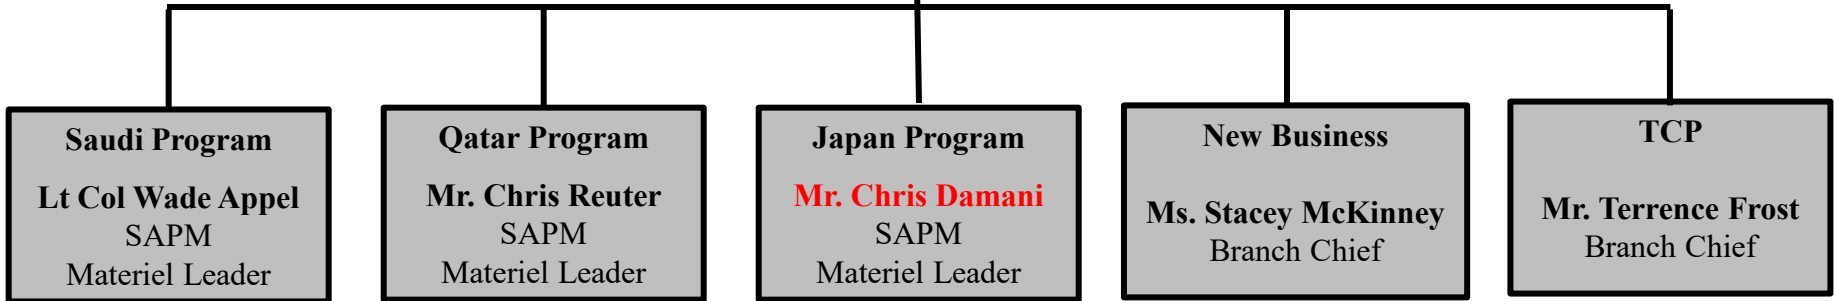 Saudi Program
Lt Col Wade Appel
SAPM
Materiel Leader
Qatar Program
Mr. Chris Reuter
SAPM
Materiel Leader
Japan Program
Mr. Chris Damani
SAPM
Materiel Leader
New Business
Ms. Stacey McKinney
Branch Chief
TCP
Mr. Terrence Frost
Branch Chief